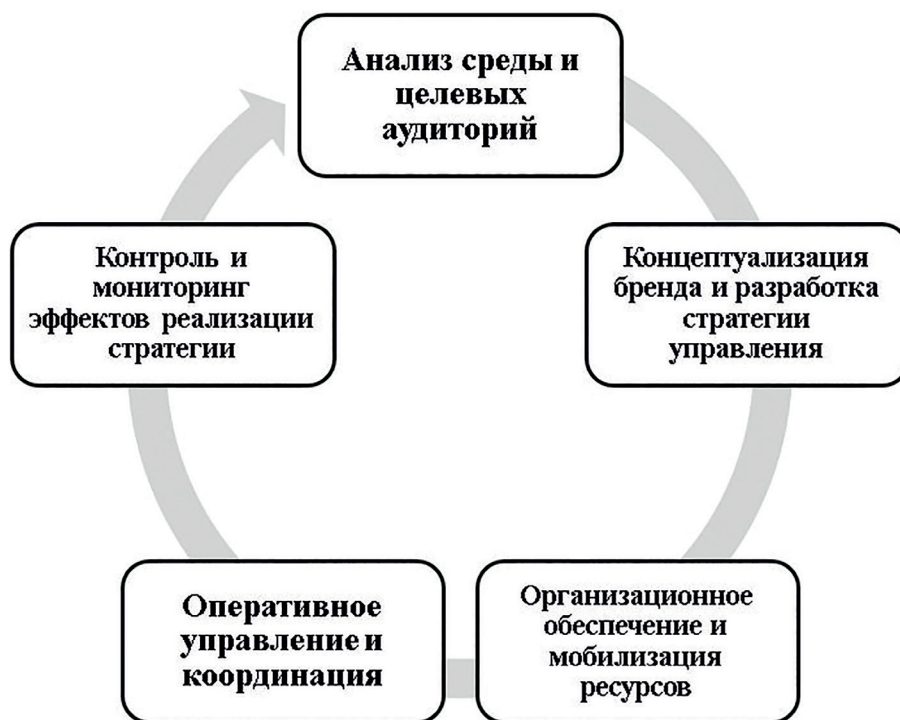 Анализ среды и
целевых
аудиторий
Концептуализация
бренда и разработка
стратегии
управления
Организационное
обеспечение и
мобилизация
ресурсов
Оперативное
управление и
координация
Контроль и
мониторинг
эффектов реализации
стратегии